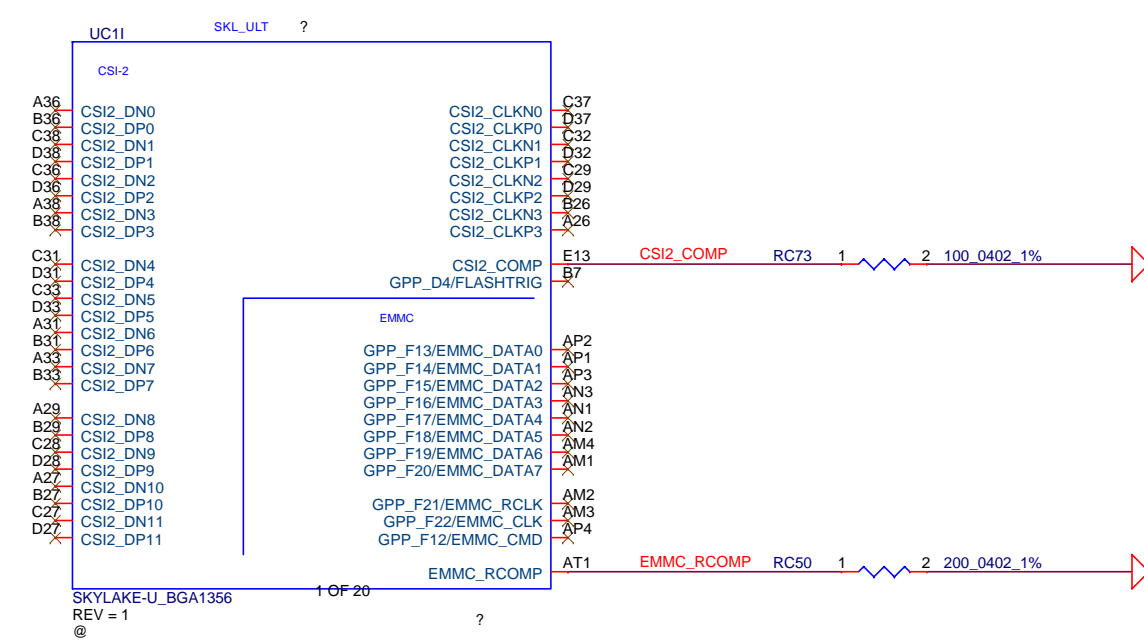 UC1I
SKL_ULT
?
CSI-2
A36 CSI2_DN0
B36 CSI2_DP0
C38 CSI2_DN1
D38 CSI2_DP1
C36 CSI2_DN2
D36 CSI2_DP2
A38 CSI2_DN3
B38 CSI2_DP3
C31 CSI2_DN4
D31 CSI2_DP4
C33 CSI2_DN5
D33 CSI2_DP5
A31 CSI2_DN6
B31 CSI2_DP6
A33 CSI2_DN7
B33 CSI2_DP7
A29 CSI2_DN8
B29 CSI2_DP8
C28 CSI2_DN9
D28 CSI2_DP9
A27 CSI2_DN10
B27 CSI2_DP10
C27 CSI2_DN11
D27 CSI2_DP11
CSI2_CLKN0 C37
CSI2_CLKP0 D37
CSI2_CLKN1 C32
CSI2_CLKP1 D32
CSI2_CLKN2 C29
CSI2_CLKP2 D29
CSI2_CLKN3 B26
CSI2_CLKP3 A26
CSI2_COMP E13 CSI2_COMP RC73 1 2 100_0402_1%
GPP_D4/FLASHTRIG B7
EMMC
GPP_F13/EMMC_DATA0 AP2
GPP_F14/EMMC_DATA1 AP1
GPP_F15/EMMC_DATA2 AP3
GPP_F16/EMMC_DATA3 AN3
GPP_F17/EMMC_DATA4 AN1
GPP_F18/EMMC_DATA5 AN2
GPP_F19/EMMC_DATA6 AM4
GPP_F20/EMMC_DATA7 AM1
GPP_F21/EMMC_RCLK AM2
GPP_F22/EMMC_CLK AM3
GPP_F12/EMMC_CMD AP4
EMMC_RCOMP AT1 EMMC_RCOMP RC50 1 2 200_0402_1%
1 OF 20
SKYLAKE-U_BGA1356
REV = 1
@
?